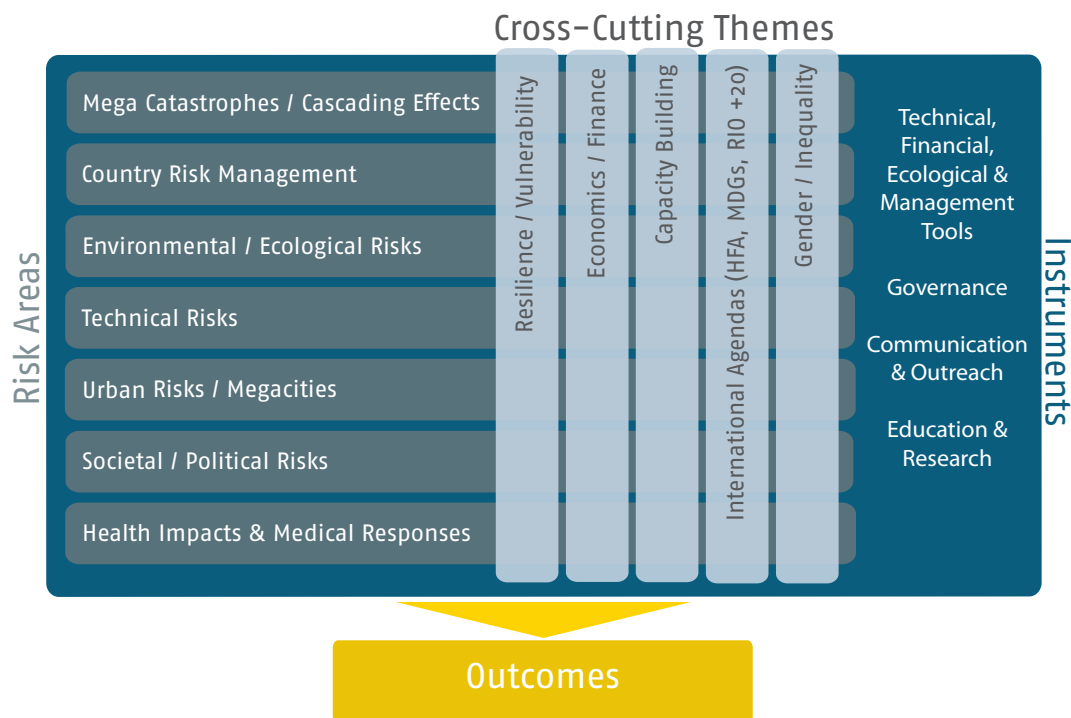 Cross-Cutting Themes
Risk Areas
Mega Catastrophes / Cascading Effects
Country Risk Management
Environmental / Ecological Risks
Technical Risks
Urban Risks / Megacities
Societal / Political Risks
Health Impacts & Medical Responses
Resilience / Vulnerability
Economics / Finance
Capacity Building
International Agendas (HFA, MDGs, RIO +20)
Gender / Inequality
Technical,
Financial,
Ecological &
Management
Tools
Governance
Communication
& Outreach
Education &
Research
Instruments
Outcomes